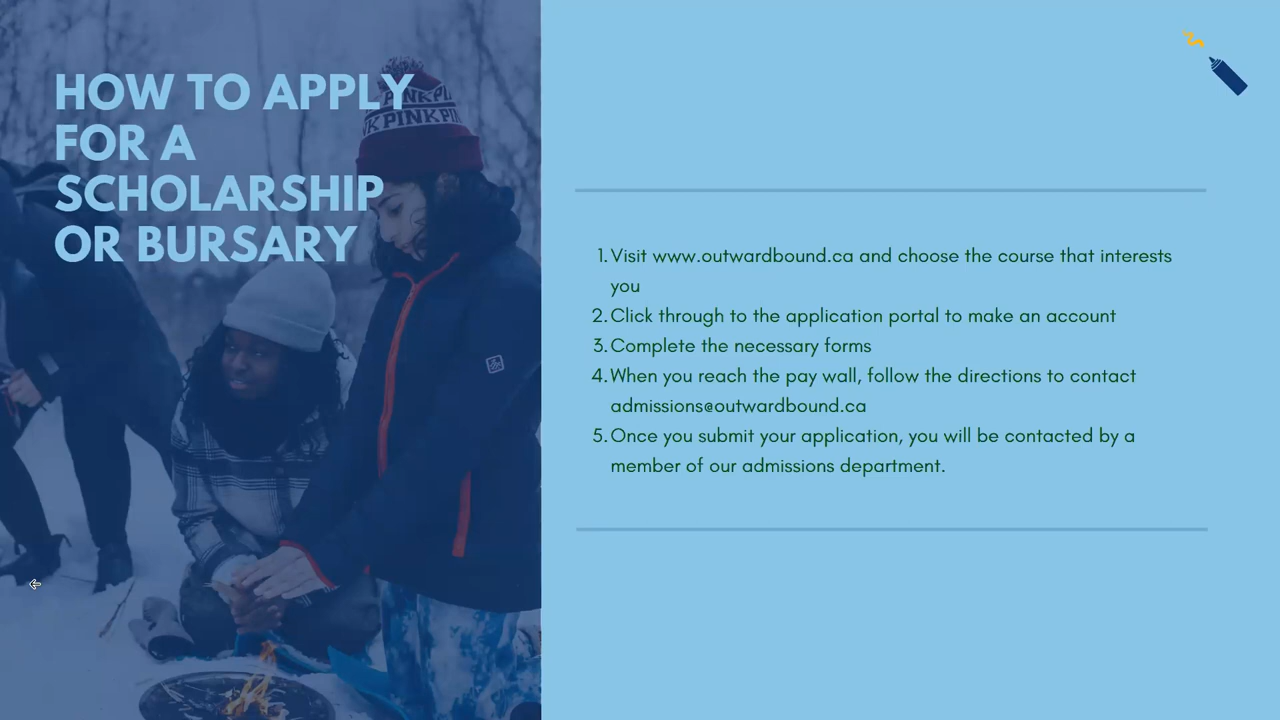 HOW TO APPLY
FOR A
SCHOLARSHIP
OR BURSARY
PINK
PINK
1. Visit www.outwardbound.ca and choose the course that interests
you
2. Click through to the application portal to make an account
3. Complete the necessary forms
4. When you reach the pay wall, follow the directions to contact
admissions@outwardbound.ca
5. Once you submit your application, you will be contacted by a
member of our admissions department.